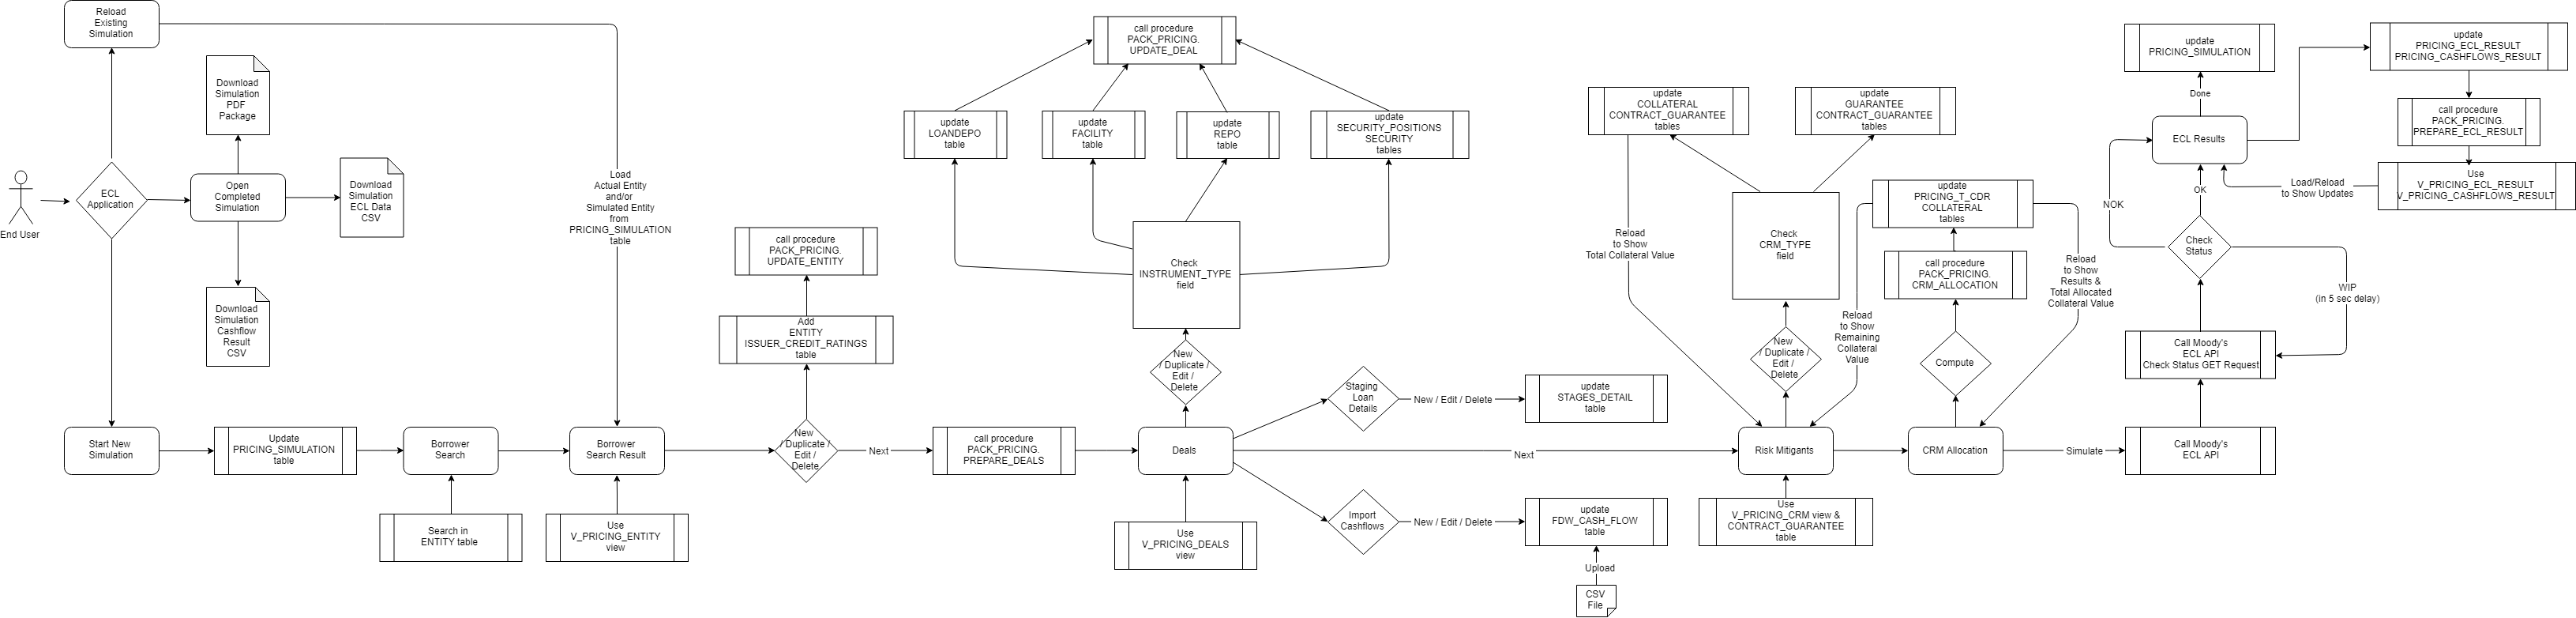 Reload
Existing
Simulation
Download
Simulation
PDF
Package
End User
ECL
Application
Open
Completed
Simulation
Download
Simulation
ECL Data
CSV
Download
Simulation
Cashflow
Result
CSV
Start New
Simulation
Update
PRICING_SIMULATION
table
Borrower
Search
Search in
ENTITY table
Load
Actual Entity
and/or
Simulated Entity
from
PRICING_SIMULATION
table
Borrower
Search Result
Use
V_PRICING_ENTITY
view
call procedure
PACK_PRICING.
UPDATE_ENTITY
Add
ENTITY
ISSUER_CREDIT_RATINGS
table
New
/ Duplicate /
Edit /
Delete
Next
call procedure
PACK_PRICING.
PREPARE_DEALS
call procedure
PACK_PRICING.
UPDATE_DEAL
update
LOANDEPO
table
update
FACILITY
table
update
REPO
table
update
SECURITY_POSITIONS
SECURITY
tables
Check
INSTRUMENT_TYPE
field
New
/ Duplicate /
Edit /
Delete
Deals
Use
V_PRICING_DEALS
view
Staging
Loan
Details
New / Edit / Delete
update
STAGES_DETAIL
table
Next
Import
Cashflows
New / Edit / Delete
update
FDW_CASH_FLOW
table
Upload
CSV
File
update
COLLATERAL
CONTRACT_GUARANTEE
tables
update
GUARANTEE
CONTRACT_GUARANTEE
tables
Reload
to Show
Total Collateral Value
Check
CRM_TYPE
field
New
/ Duplicate /
Edit /
Delete
Risk Mitigants
Use
V_PRICING_CRM view &
CONTRACT_GUARANTEE
table
update
PRICING_T_CDR
COLLATERAL
tables
call procedure
PACK_PRICING.
CRM_ALLOCATION
Reload
to Show
Remaining
Collateral
Value
Compute
Reload
to Show
Results &
Total Allocated
Collateral Value
CRM Allocation
Simulate
Call Moody's
ECL API
Call Moody's
ECL API
Check Status GET Request
WIP
(in 5 sec delay)
Check
Status
NOK
OK
ECL Results
Done
update
PRICING_SIMULATION
update
PRICING_ECL_RESULT
PRICING_CASHFLOWS_RESULT
call procedure
PACK_PRICING.
PREPARE_ECL_RESULT
Use
V_PRICING_ECL_RESULT
V_PRICING_CASHFLOWS_RESULT
Load/Reload
to Show Updates